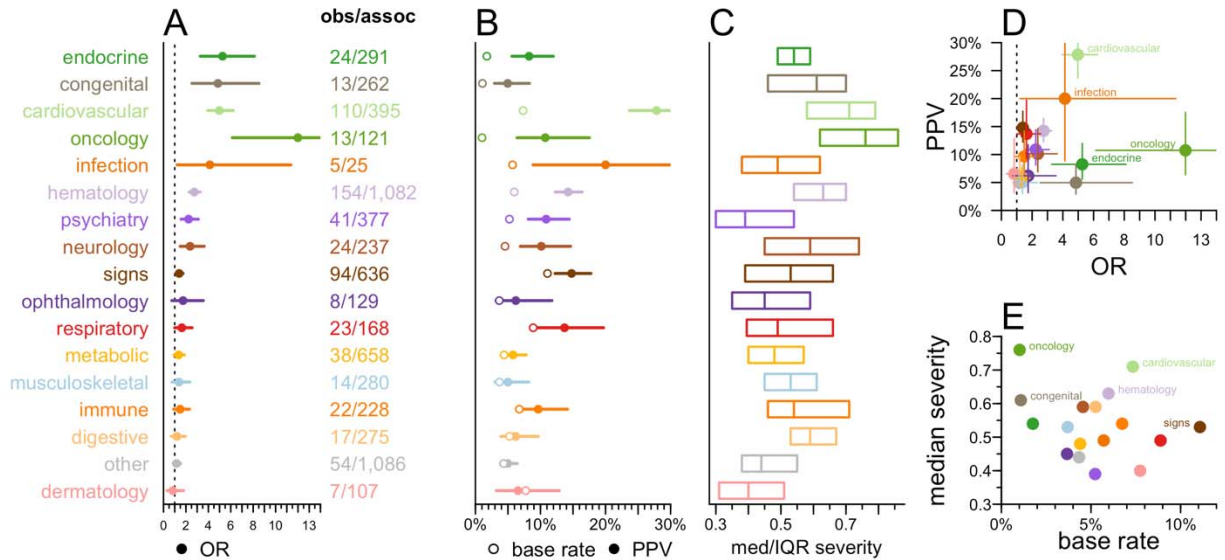 A
obs/assoc
B
C
D
endocrine 24/291
congenital 13/262
cardiovascular 110/395
oncology 13/121
infection 5/25
hematology 154/1,082
psychiatry 41/377
neurology 24/237
signs 94/636
ophthalmology 8/129
respiratory 23/168
metabolic 38/658
musculoskeletal 14/280
immune 22/228
digestive 17/275
other 54/1,086
dermatology 7/107
0 2 4 6 8 10 13
OR
0% 10% 20% 30%
base rate PPV
0.3 0.5 0.7
med/IQR severity
30%
25%
20%
15%
10%
5%
0%
PPV
cardiovascular
infection
oncology
endocrine
0 2 4 6 8 10 13
OR
E
0.8
0.7
0.6
0.5
0.4
0.3
median severity
oncology
cardiovascular
hematology
congenital
signs
0% 5% 10%
base rate